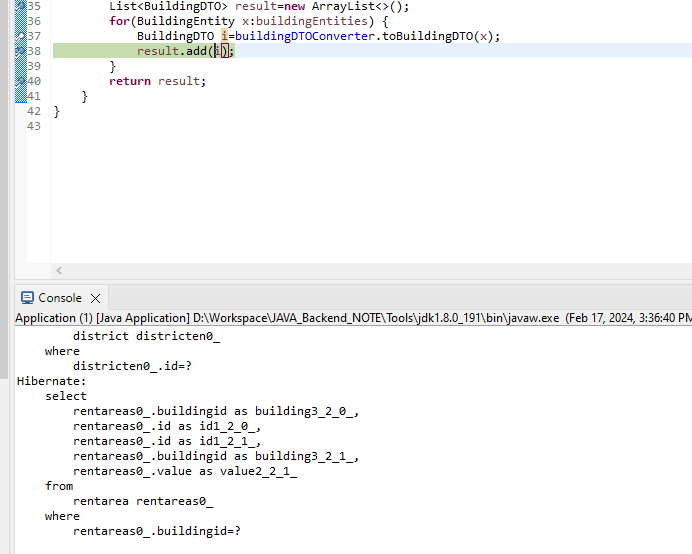 35 List<BuildingDTO> result=new ArrayList<>();
36 for(BuildingEntity x:buildingEntities) {
37 BuildingDTO i=buildingDTOConverter.toBuildingDTO(x);
38 result.add(i);
39 }
40 return result;
41 }
42 }
43
Console
Application (1) [Java Application] D:\Workspace\JAVA_Backend_NOTE\Tools\jdk1.8.0_191\bin\javaw.exe (Feb 17, 2024, 3:36:40 PM
district districten0_
where
districten0_.id=?
Hibernate:
select
rentareas0_.buildingid as building3_2_0_,
rentareas0_.id as id1_2_0_,
rentareas0_.id as id1_2_1_,
rentareas0_.buildingid as building3_2_1_,
rentareas0_.value as value2_2_1_
from
rentarea rentareas0_
where
rentareas0_.buildingid=?